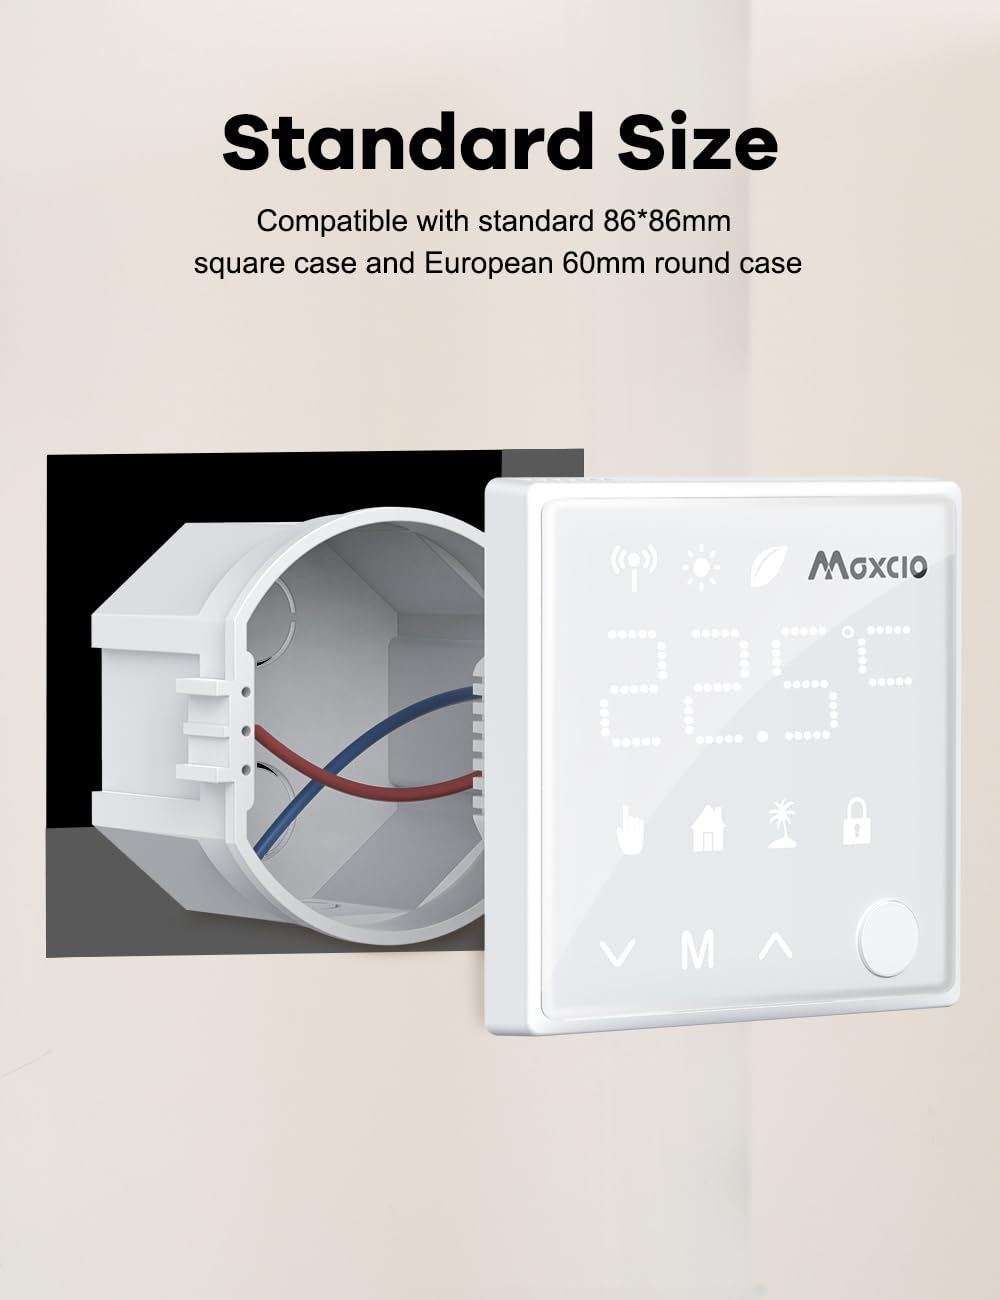 Standard Size
Compatible with standard 86*86mm
square case and European 60mm round case
Moxcio
22.5°C
M